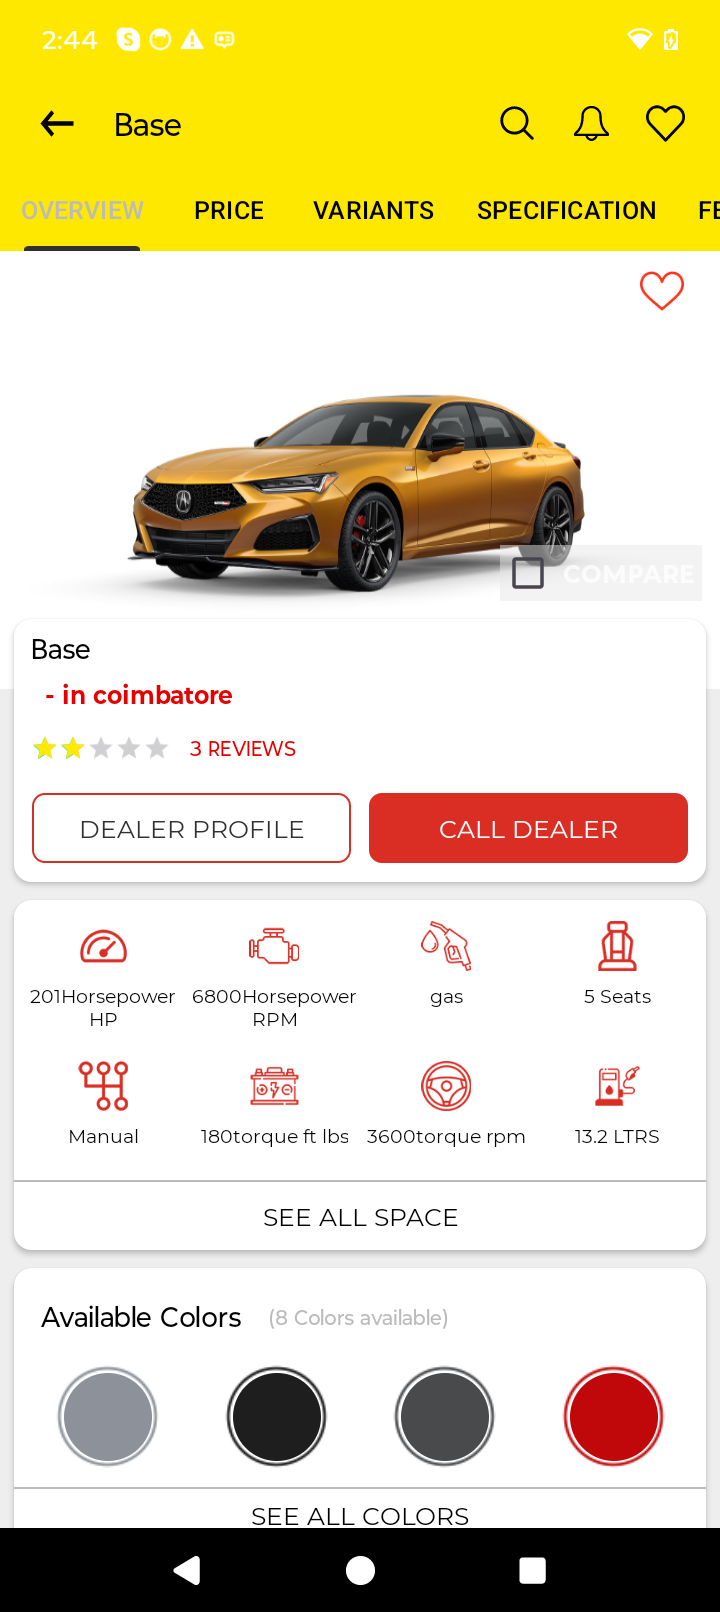 2:44
Base
OVERVIEW PRICE VARIANTS SPECIFICATION FE
COMPARE
Base
- in coimbatore
3 REVIEWS
DEALER PROFILE CALL DEALER
201Horsepower HP 6800Horsepower RPM gas 5 Seats
Manual 180torque ft lbs 3600torque rpm 13.2 LTRS
SEE ALL SPACE
Available Colors (8 Colors available)
SEE ALL COLORS